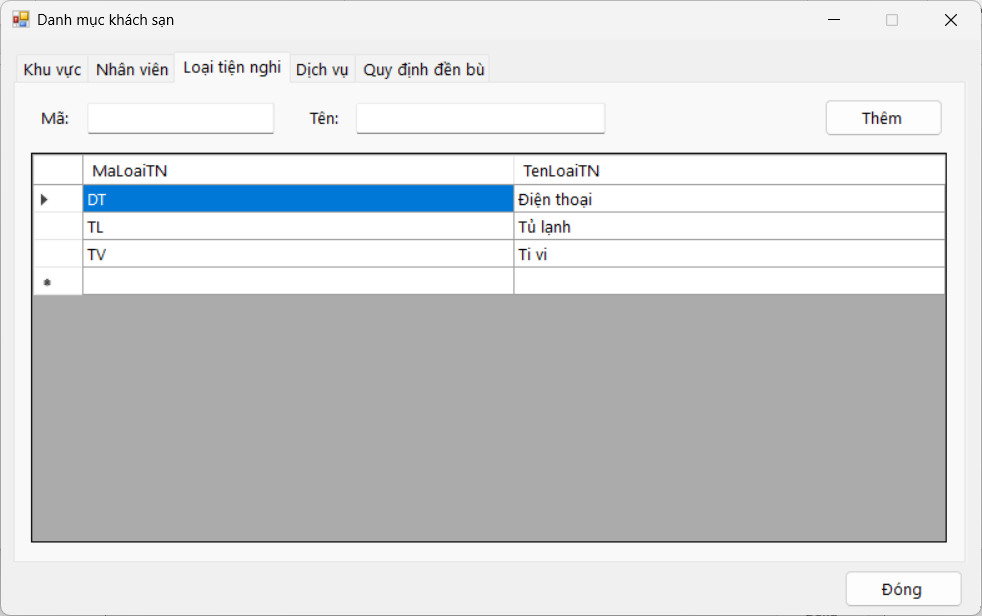 Danh mục khách sạn
Khu vực Nhân viên Loại tiện nghi Dịch vụ Quy định đền bù
Mã: Tên: Thêm
MaLoaiTN TenLoaiTN
DT Điện thoại
TL Tủ lạnh
TV Ti vi
Đóng